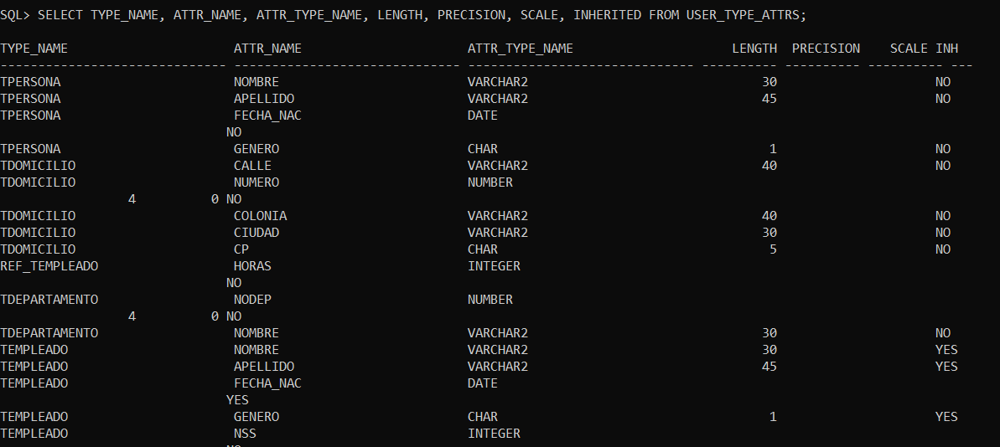 SQL> SELECT TYPE_NAME, ATTR_NAME, ATTR_TYPE_NAME, LENGTH, PRECISION, SCALE, INHERITED FROM USER_TYPE_ATTRS;
TYPE_NAME                      ATTR_NAME                      ATTR_TYPE_NAME                     LENGTH  PRECISION      SCALE INH
------------------------------ ------------------------------ ------------------------------ ---------- ---------- ---------- ---
TPERSONA                       NOMBRE                         VARCHAR2                               30                       NO
TPERSONA                       APELLIDO                       VARCHAR2                               45                       NO
TPERSONA                       FECHA_NAC                      DATE
                              NO
TPERSONA                       GENERO                         CHAR                                    1                       NO
TDOMICILIO                     CALLE                          VARCHAR2                               40                       NO
TDOMICILIO                     NUMERO                         NUMBER
                 4          0 NO
TDOMICILIO                     COLONIA                        VARCHAR2                               40                       NO
TDOMICILIO                     CIUDAD                         VARCHAR2                               30                       NO
TDOMICILIO                     CP                             CHAR                                    5                       NO
REF_TEMPLEADO                  HORAS                          INTEGER
                              NO
TDEPARTAMENTO                  NODEP                          NUMBER
                 4          0 NO
TDEPARTAMENTO                  NOMBRE                         VARCHAR2                               30                       NO
TEMPLEADO                      NOMBRE                         VARCHAR2                               30                       YES
TEMPLEADO                      APELLIDO                       VARCHAR2                               45                       YES
TEMPLEADO                      FECHA_NAC                      DATE
                              YES
TEMPLEADO                      GENERO                         CHAR                                    1                       YES
TEMPLEADO                      NSS                            INTEGER